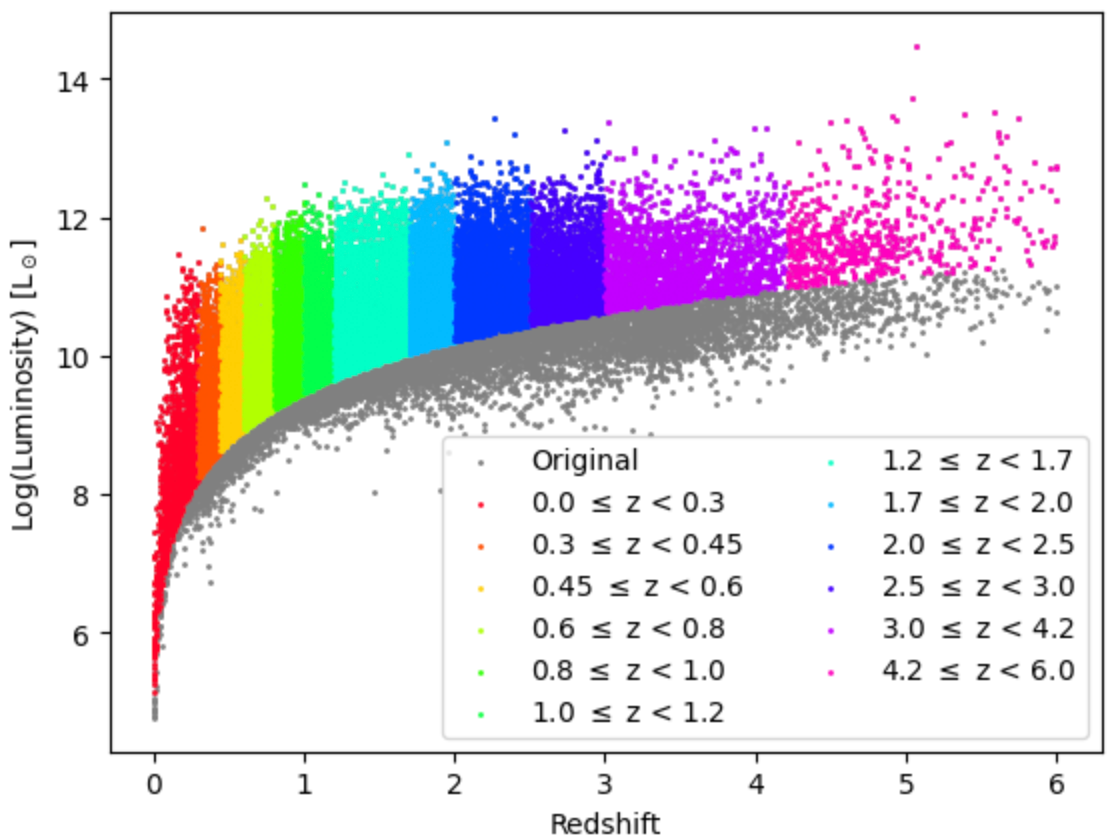 Log(Luminosity) [L⊙]
14
12
10
8
6
Original
0.0 ≤ z < 0.3
0.3 ≤ z < 0.45
0.45 ≤ z < 0.6
0.6 ≤ z < 0.8
0.8 ≤ z < 1.0
1.0 ≤ z < 1.2
1.2 ≤ z < 1.7
1.7 ≤ z < 2.0
2.0 ≤ z < 2.5
2.5 ≤ z < 3.0
3.0 ≤ z < 4.2
4.2 ≤ z < 6.0
0 1 2 3 4 5 6
Redshift